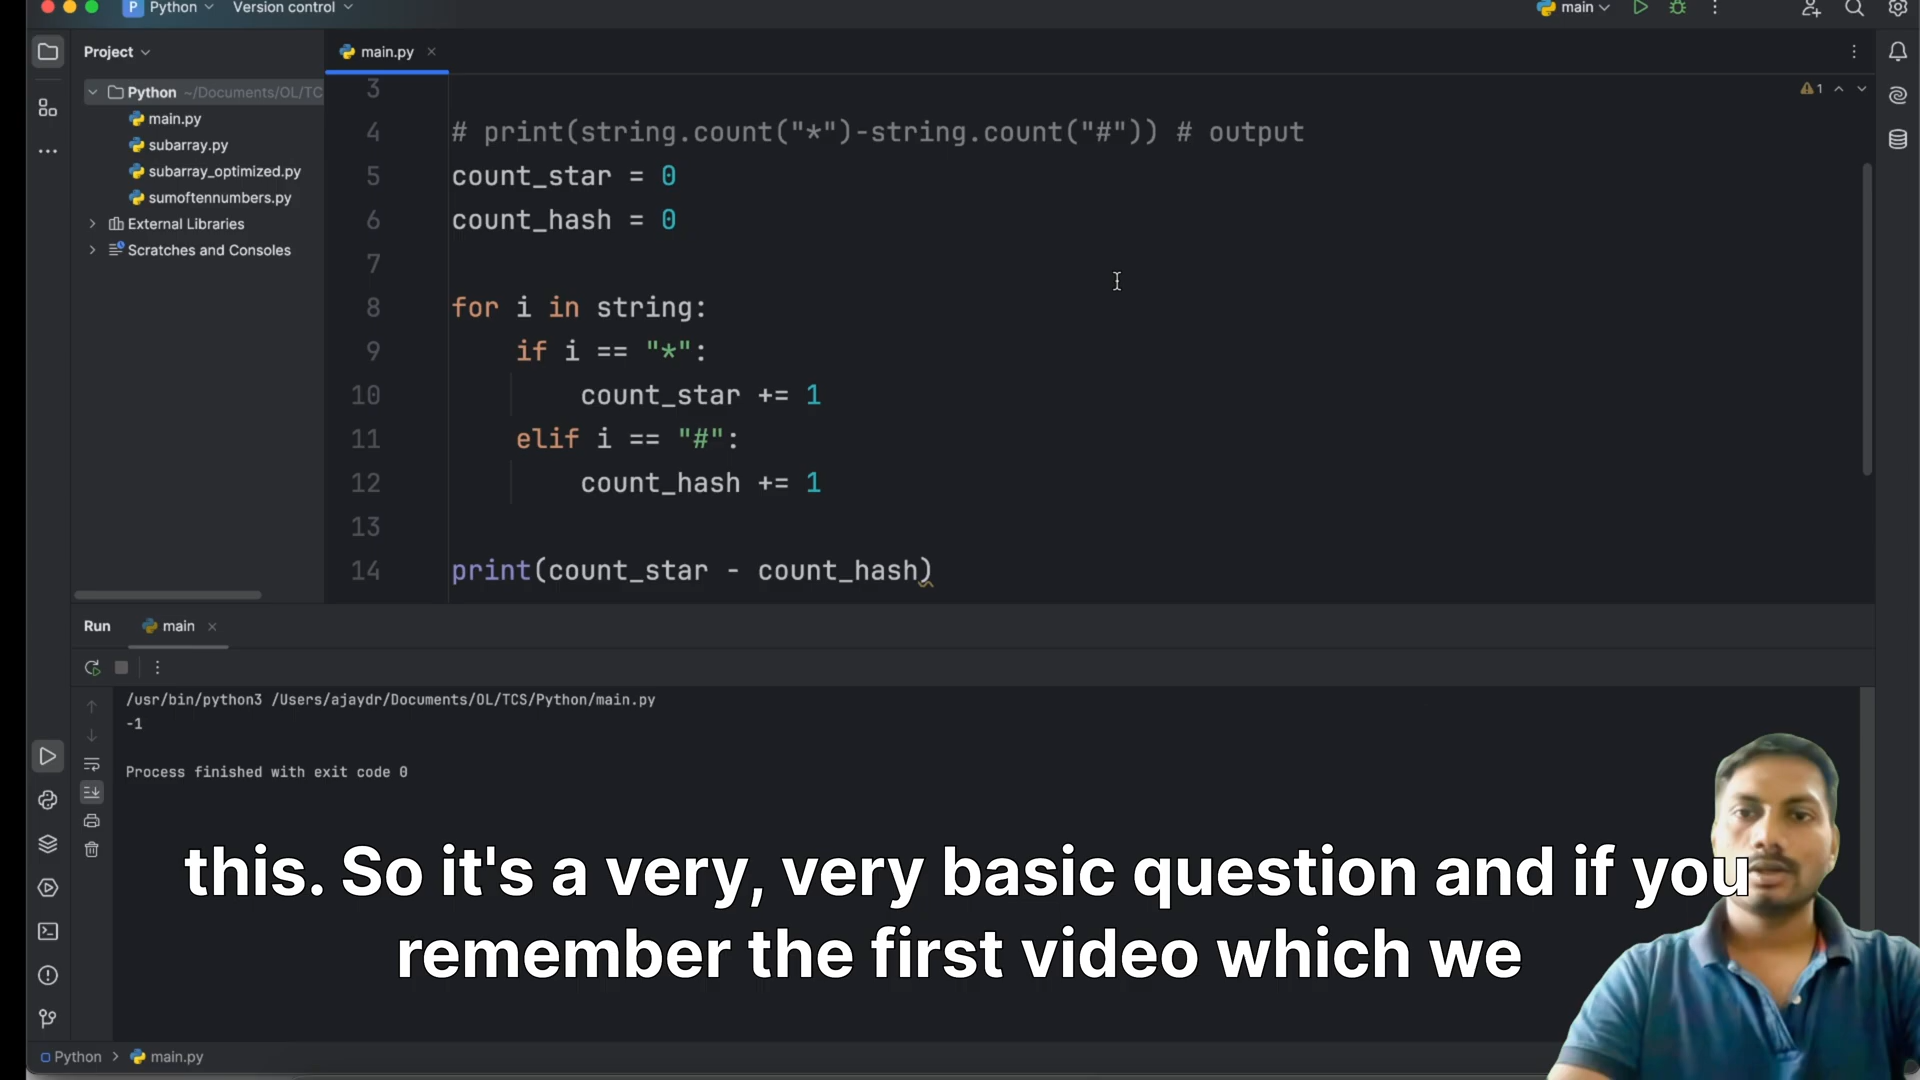 Python
Version control
main
Project
main.py
Python ~/Documents/OL/TC
main.py
subarray.py
subarray_optimized.py
sumoftennumbers.py
External Libraries
Scratches and Consoles
3
4 # print(string.count("*")-string.count("#")) # output
5 count_star = 0
6 count_hash = 0
7
8 for i in string:
9 if i == "*":
10 count_star += 1
11 elif i == "#":
12 count_hash += 1
13
14 print(count_star - count_hash)
1
Run main
/usr/bin/python3 /Users/ajaydr/Documents/OL/TCS/Python/main.py
-1
Process finished with exit code 0
this. So it's a very, very basic question and if you
remember the first video which we
Python > main.py